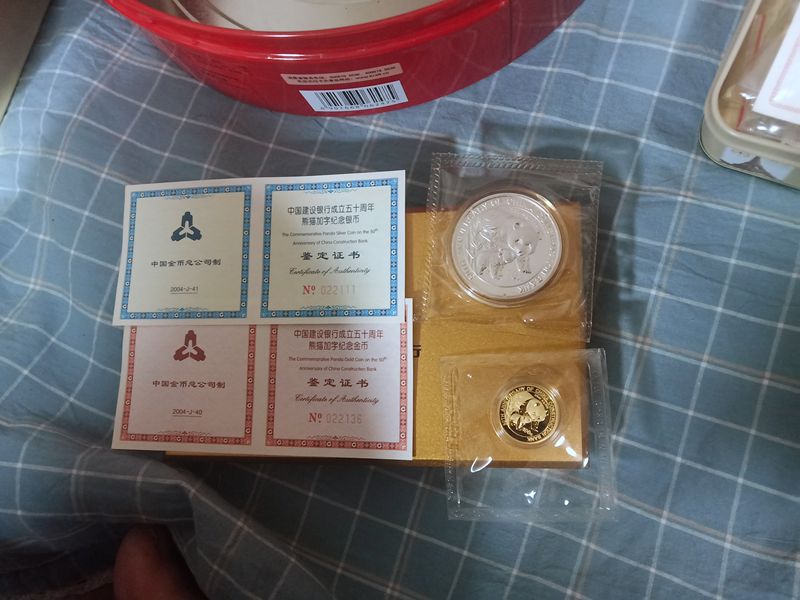 中国金币总公司制
2004-J-41
中国建设银行成立五十周年
熊猫加字纪念银币
The Commemorative Panda Silver Coin on the 50th
Anniversary of China Construction Bank
鉴定证书
Certificate of Authenticity
No. 022111
中国金币总公司制
2004-J-40
中国建设银行成立五十周年
熊猫加字纪念金币
The Commemorative Panda Gold Coin on the 50th
Anniversary of China Construction Bank
鉴定证书
Certificate of Authenticity
No. 022136